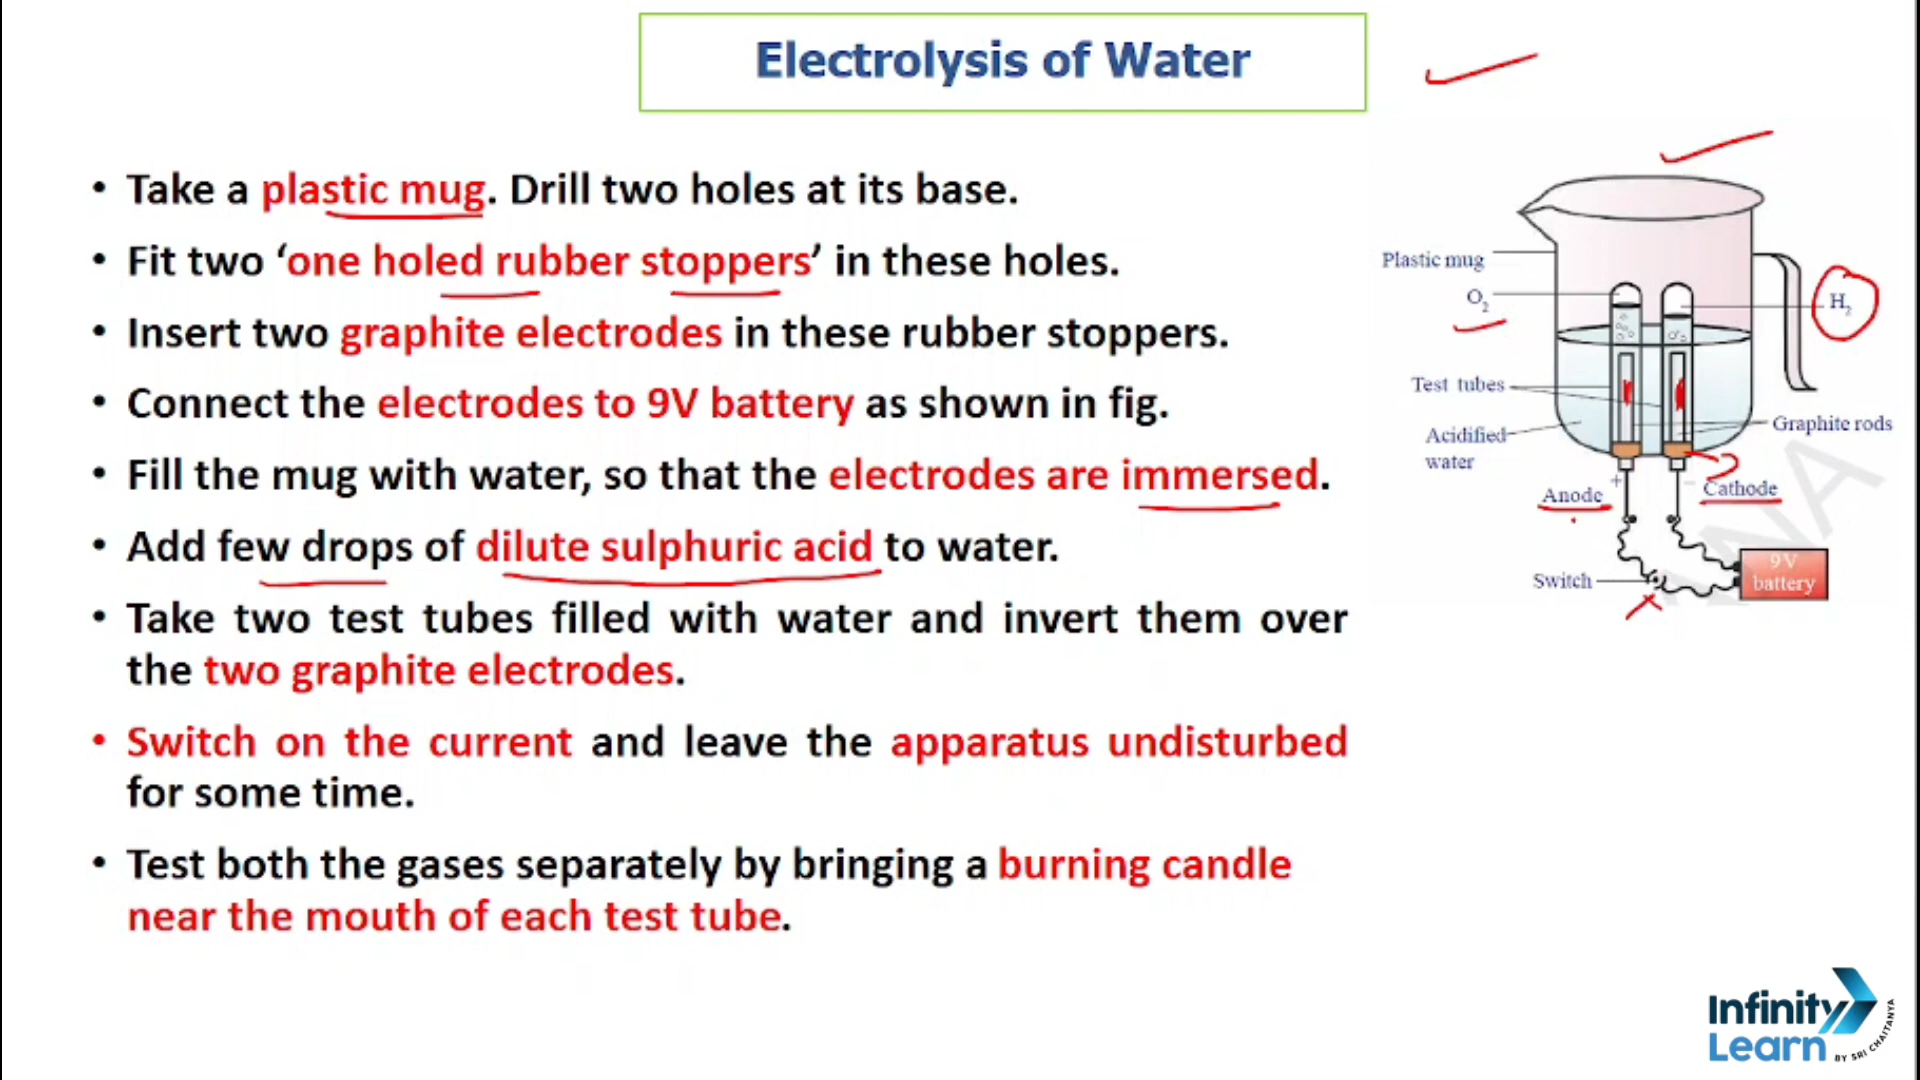 Electrolysis of Water
• Take a plastic mug. Drill two holes at its base.
• Fit two ‘one holed rubber stoppers’ in these holes.
• Insert two graphite electrodes in these rubber stoppers.
• Connect the electrodes to 9V battery as shown in fig.
• Fill the mug with water, so that the electrodes are immersed.
• Add few drops of dilute sulphuric acid to water.
• Take two test tubes filled with water and invert them over
the two graphite electrodes.
• Switch on the current and leave the apparatus undisturbed
for some time.
• Test both the gases separately by bringing a burning candle
near the mouth of each test tube.
Plastic mug
O₂
H₂
Test tubes
Graphite rods
Acidified
water
+
−
Anode
Cathode
Switch
9V
battery
Infinity
Learn
BY SRI CHAITANYA